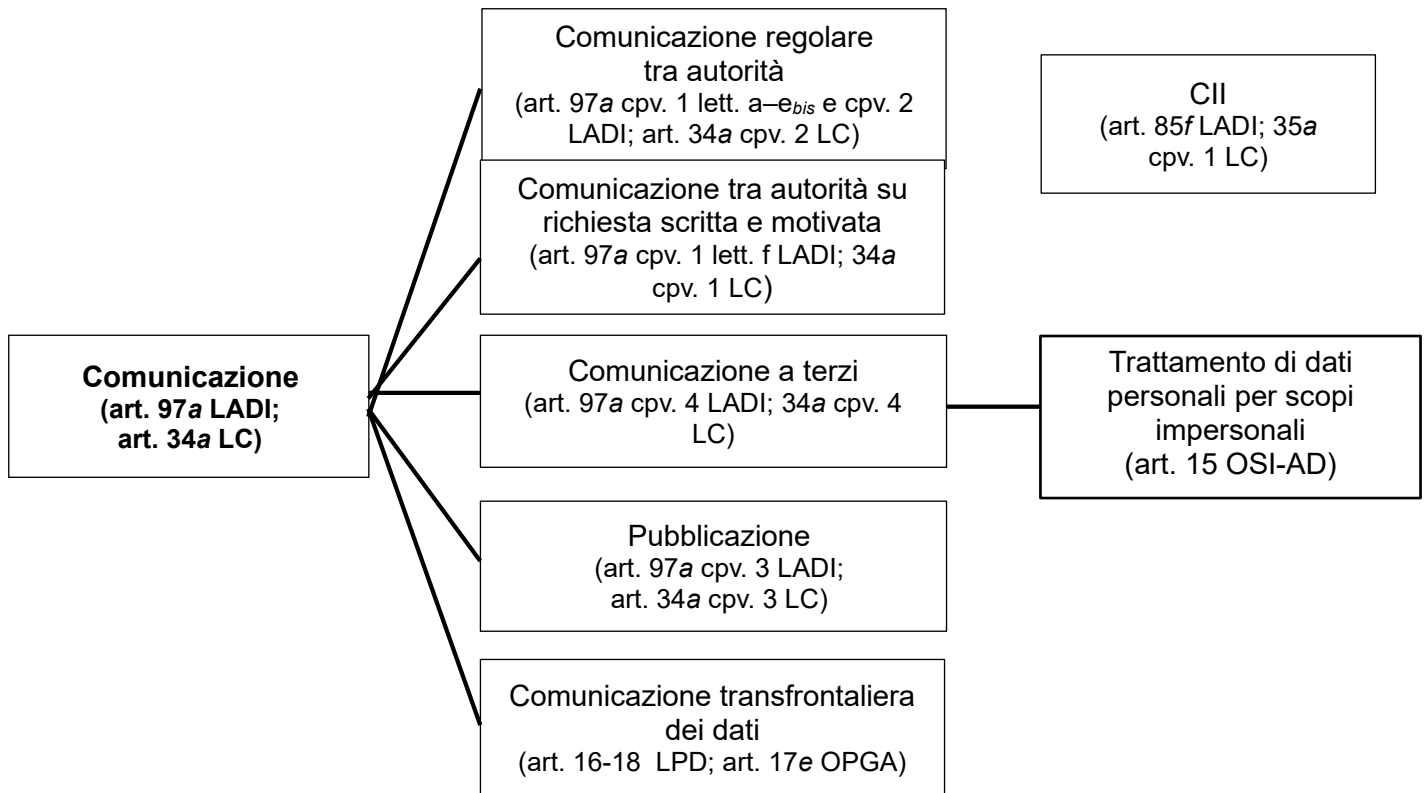 Comunicazione regolare
tra autorità
(art. 97a cpv. 1 lett. a–ebis e cpv. 2
LADI; art. 34a cpv. 2 LC)
CII
(art. 85f LADI; 35a
cpv. 1 LC)
Comunicazione tra autorità su
richiesta scritta e motivata
(art. 97a cpv. 1 lett. f LADI; 34a
cpv. 1 LC)
Comunicazione
(art. 97a LADI;
art. 34a LC)
Comunicazione a terzi
(art. 97a cpv. 4 LADI; 34a cpv. 4
LC)
Trattamento di dati
personali per scopi
impersonali
(art. 15 OSI-AD)
Pubblicazione
(art. 97a cpv. 3 LADI;
art. 34a cpv. 3 LC)
Comunicazione transfrontaliera
dei dati
(art. 16-18 LPD; art. 17e OPGA)